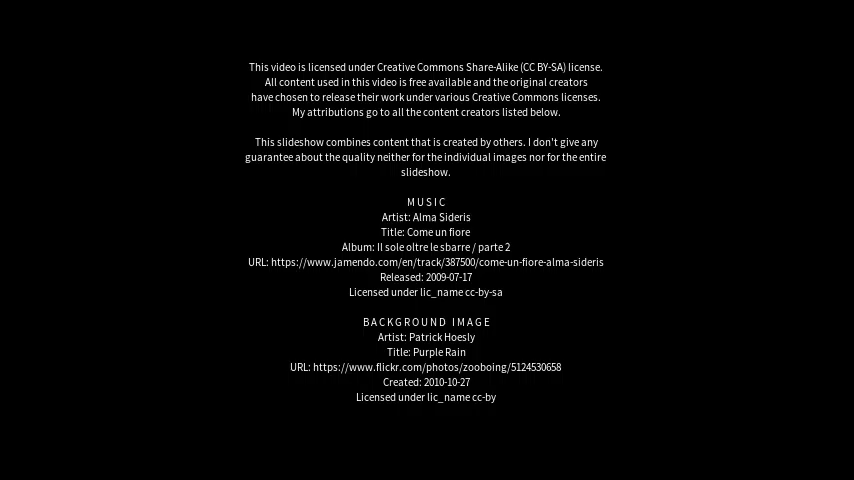 This video is licensed under Creative Commons Share-Alike (CC BY-SA) license.
All content used in this video is free available and the original creators
have chosen to release their work under various Creative Commons licenses.
My attributions go to all the content creators listed below.
This slideshow combines content that is created by others. I don't give any
guarantee about the quality neither for the individual images nor for the entire
slideshow.
MUSIC
Artist: Alma Sideris
Title: Come un fiore
Album: Il sole oltre le sbarre / parte 2
URL: https://www.jamendo.com/en/track/387500/come-un-fiore-alma-sideris
Released: 2009-07-17
Licensed under lic_name cc-by-sa
BACKGROUND IMAGE
Artist: Patrick Hoesly
Title: Purple Rain
URL: https://www.flickr.com/photos/zooboing/5124530658
Created: 2010-10-27
Licensed under lic_name cc-by